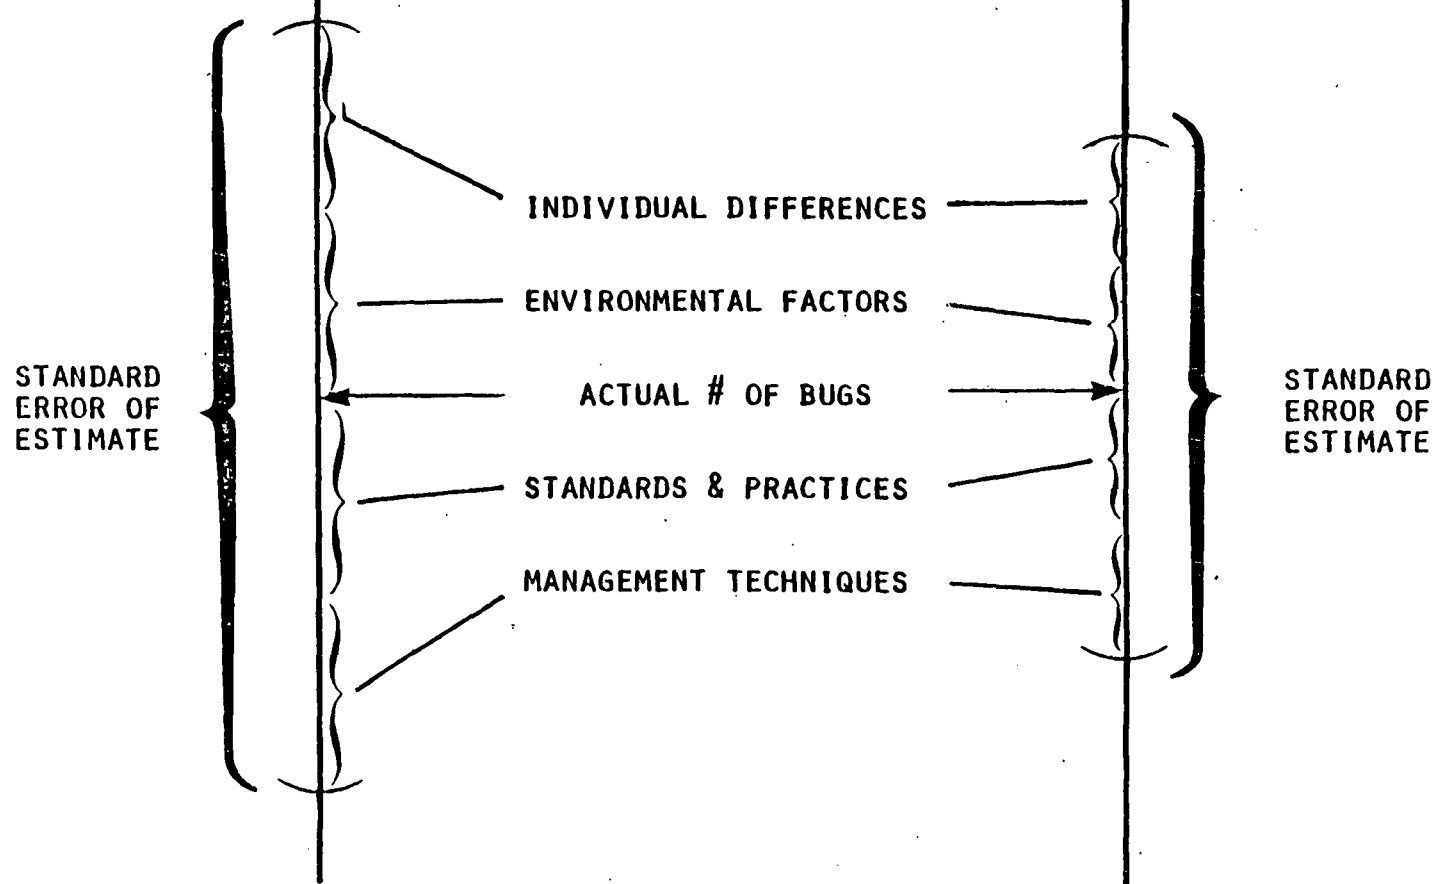 INDIVIDUAL DIFFERENCES
ENVIRONMENTAL FACTORS
STANDARD
ERROR OF
ESTIMATE
ACTUAL # OF BUGS
STANDARD
ERROR OF
ESTIMATE
STANDARDS & PRACTICES
MANAGEMENT TECHNIQUES